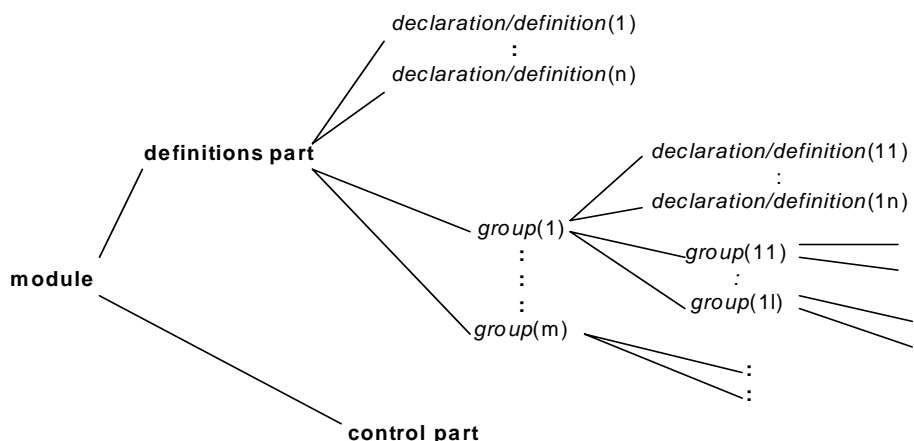 declaration/definition(1)
:
declaration/definition(n)
definitions part
declaration/definition(11)
:
declaration/definition(1n)
group(1)
group(11)
:
:
module
:
:
group(1l)
group(m)
:
:
control part